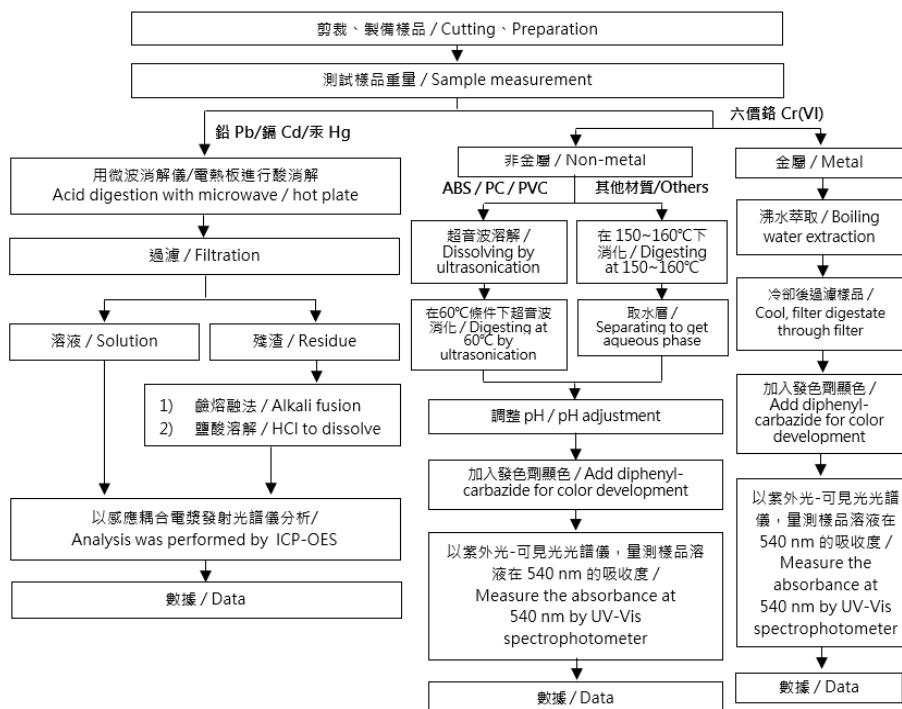 剪裁、製備樣品 / Cutting、Preparation
測試樣品重量 / Sample measurement
鉛 Pb/鎘 Cd/汞 Hg
六價鉻 Cr(VI)
用微波消解儀/電熱板進行酸消解
Acid digestion with microwave / hot plate
過濾 / Filtration
溶液 / Solution
殘渣 / Residue
1) 鹼熔融法 / Alkali fusion
2) 鹽酸溶解 / HCl to dissolve
以感應耦合電漿發射光譜儀分析/
Analysis was performed by ICP-OES
數據 / Data
非金屬 / Non-metal
ABS / PC / PVC
其他材質/Others
超音波溶解 /
Dissolving by
ultrasonication
在60℃條件下超音波
消化 / Digesting at
60℃ by
ultrasonication
在 150~160℃下
消化 / Digesting
at 150~160℃
取水層 /
Separating to get
aqueous phase
調整 pH / pH adjustment
加入發色劑顯色 / Add diphenyl-
carbazide for color development
以紫外光-可見光光譜儀，量測樣品溶
液在 540 nm 的吸收度 /
Measure the absorbance at
540 nm by UV-Vis
spectrophotometer
數據 / Data
金屬 / Metal
沸水萃取 / Boiling
water extraction
冷卻後過濾樣品 /
Cool, filter digestate
through filter
加入發色劑顯色 /
Add diphenyl-
carbazide for color
development
以紫外光-可見光光譜
儀，量測樣品溶液在
540 nm 的吸收度 /
Measure the
absorbance at
540 nm by UV-Vis
spectrophotometer
數據 / Data